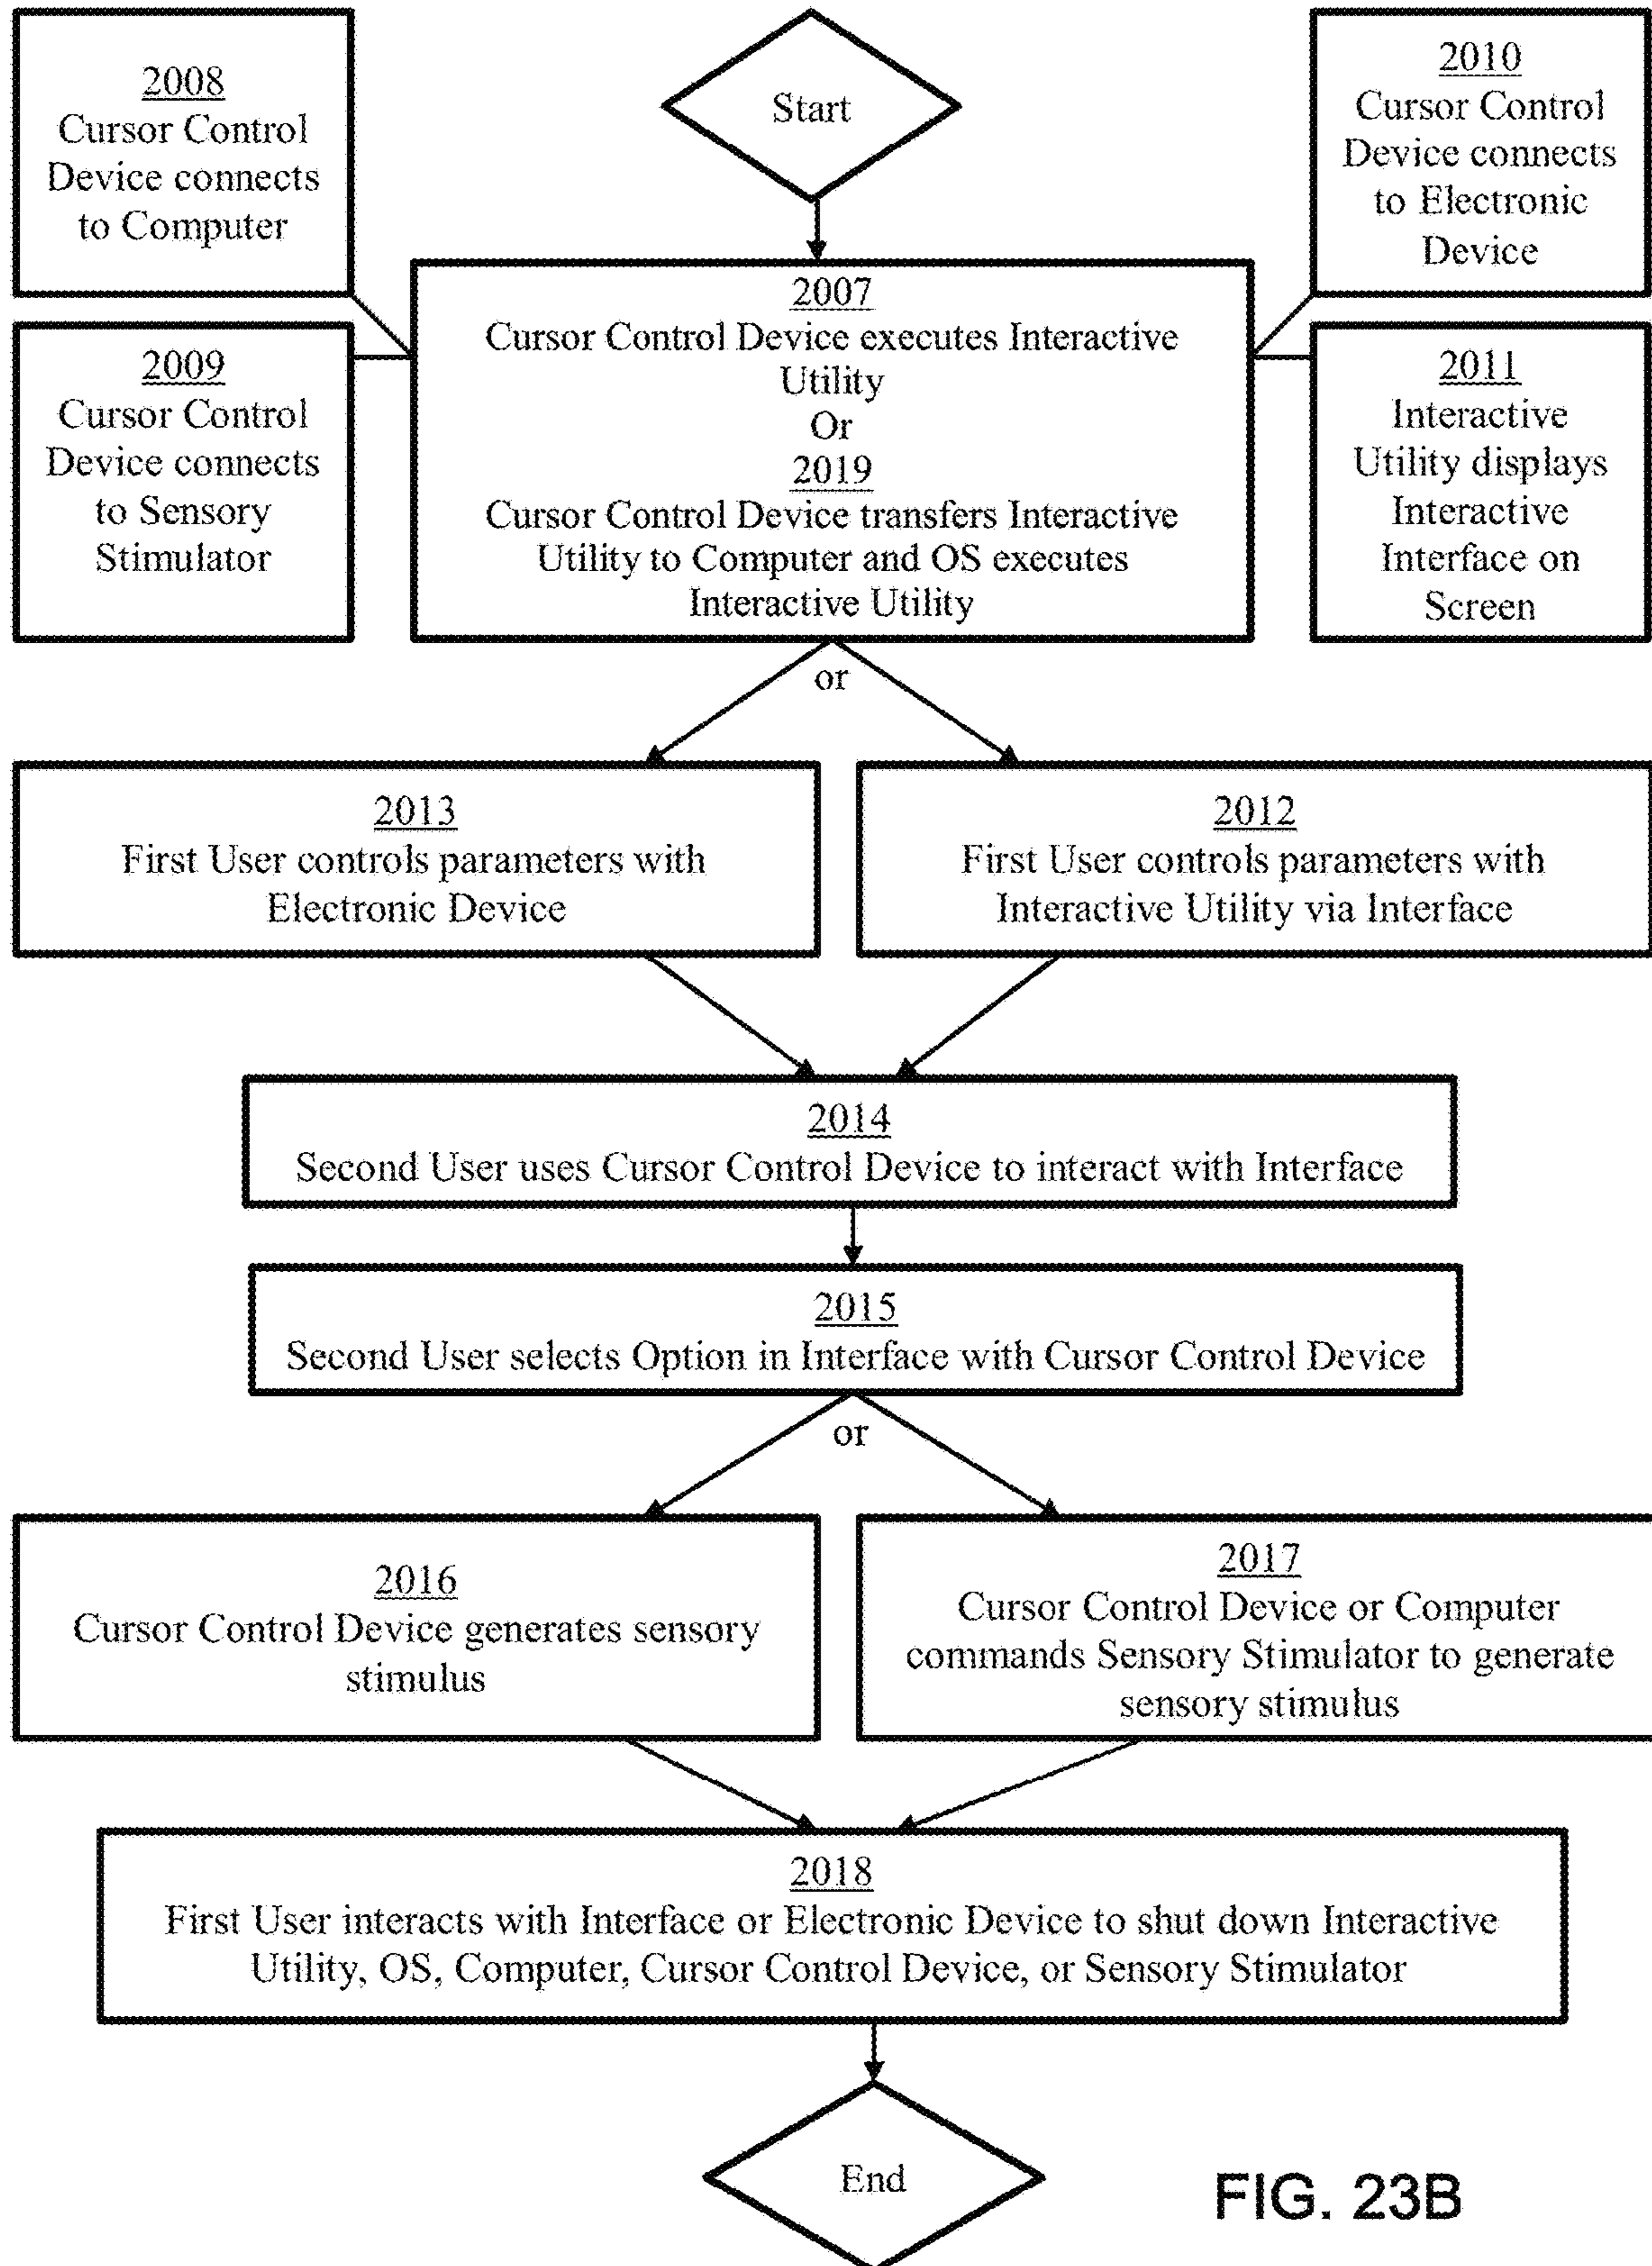 2008
Cursor Control
Device connects
to Computer
Start
2010
Cursor Control
Device connects
to Electronic
Device
2009
Cursor Control
Device connects
to Sensory
Stimulator
2007
Cursor Control Device executes Interactive
Utility
Or
2019
Cursor Control Device transfers Interactive
Utility to Computer and OS executes
Interactive Utility
2011
Interactive
Utility displays
Interactive
Interface on
Screen
or
2013
First User controls parameters with
Electronic Device
2012
First User controls parameters with
Interactive Utility via Interface
2014
Second User uses Cursor Control Device to interact with Interface
2015
Second User selects Option in Interface with Cursor Control Device
or
2016
Cursor Control Device generates sensory
stimulus
2017
Cursor Control Device or Computer
commands Sensory Stimulator to generate
sensory stimulus
2018
First User interacts with Interface or Electronic Device to shut down Interactive
Utility, OS, Computer, Cursor Control Device, or Sensory Stimulator
End
FIG. 23B